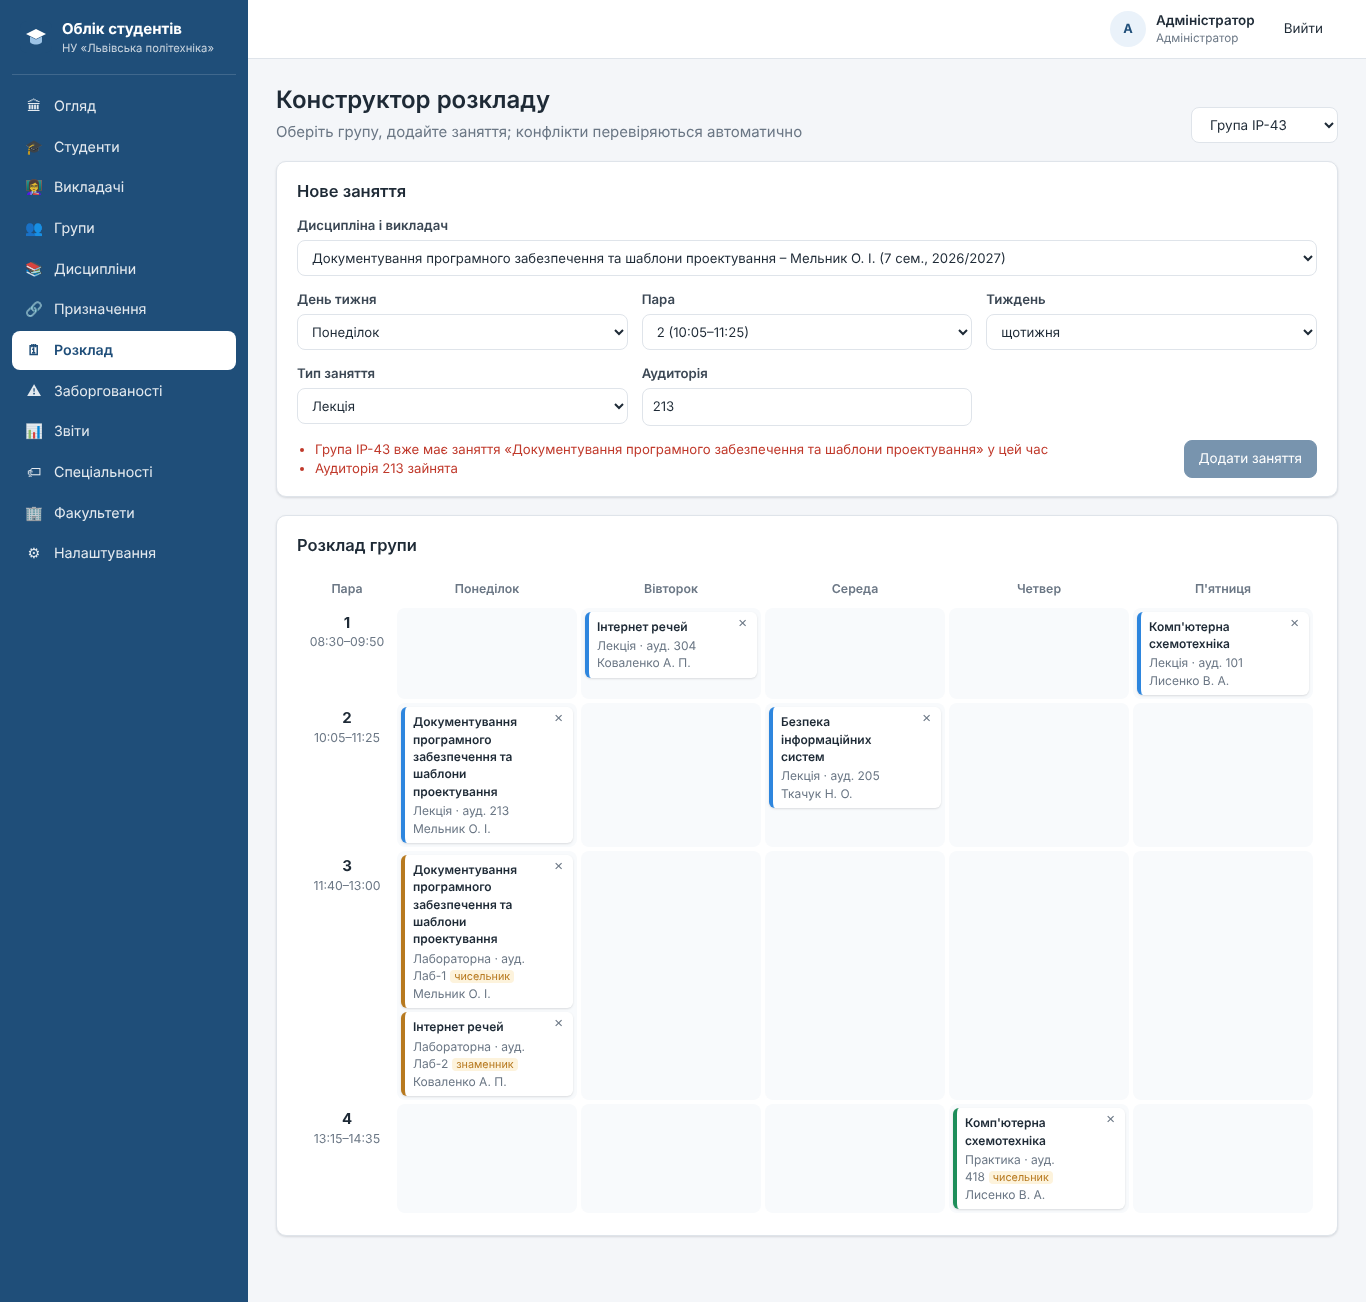 Облік студентів
НУ «Львівська політехніка»
Огляд
Студенти
Викладачі
Групи
Дисципліни
Призначення
Розклад
Заборгованості
Звіти
Спеціальності
Факультети
Налаштування
А
Адміністратор
Адміністратор
Вийти
Конструктор розкладу
Оберіть групу, додайте заняття; конфлікти перевіряються автоматично
Група ІР-43
Нове заняття
Дисципліна і викладач
Документування програмного забезпечення та шаблони проектування – Мельник О. І. (7 сем., 2026/2027)
День тижня
Пара
Тиждень
Понеділок
2 (10:05–11:25)
щотижня
Тип заняття
Аудиторія
Лекція
213
• Група ІР-43 вже має заняття «Документування програмного забезпечення та шаблони проектування» у цей час
• Аудиторія 213 зайнята
Додати заняття
Розклад групи
Пара
Понеділок
Вівторок
Середа
Четвер
П'ятниця
1
08:30–09:50
Інтернет речей
×
Лекція · ауд. 304
Коваленко А. П.
Комп'ютерна
схемотехніка
×
Лекція · ауд. 101
Лисенко В. А.
2
10:05–11:25
Документування
програмного
забезпечення та
шаблони
проектування
×
Лекція · ауд. 213
Мельник О. І.
Безпека
інформаційних
систем
×
Лекція · ауд. 205
Ткачук Н. О.
3
11:40–13:00
Документування
програмного
забезпечення та
шаблони
проектування
×
Лабораторна · ауд.
Лаб-1 чисельник
Мельник О. І.
Інтернет речей
×
Лабораторна · ауд.
Лаб-2 знаменник
Коваленко А. П.
4
13:15–14:35
Комп'ютерна
схемотехніка
×
Практика · ауд.
418 чисельник
Лисенко В. А.